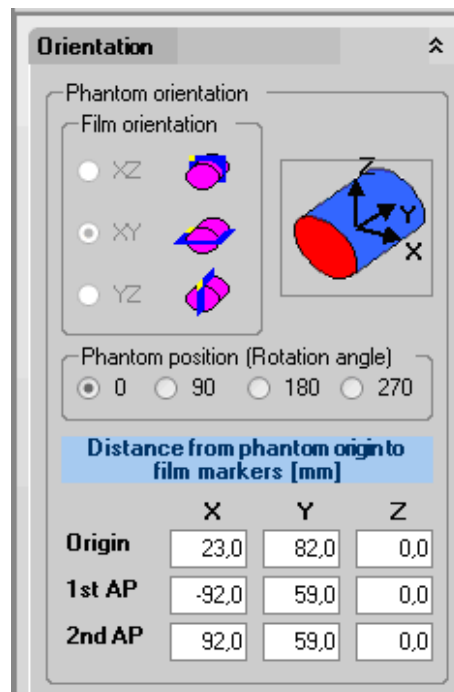 Orientation
Phantom orientation
Film orientation
XZ
XY
YZ
Z
Y
X
Phantom position (Rotation angle)
0 90 180 270
Distance from phantom origin to
film markers [mm]
X Y Z
Origin 23,0 82,0 0,0
1st AP -92,0 59,0 0,0
2nd AP 92,0 59,0 0,0